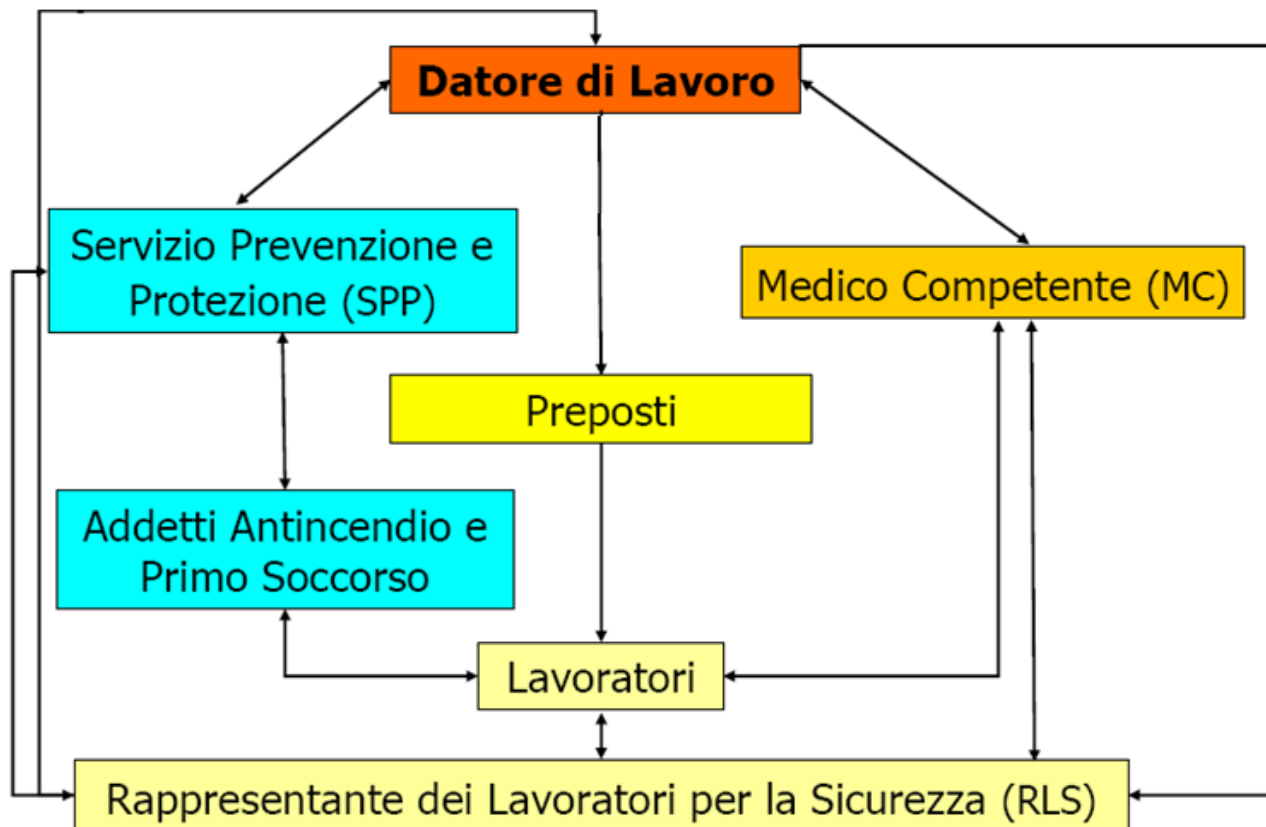 Datore di Lavoro
Servizio Prevenzione e
Protezione (SPP)
Medico Competente (MC)
Preposti
Addetti Antincendio e
Primo Soccorso
Lavoratori
Rappresentante dei Lavoratori per la Sicurezza (RLS)